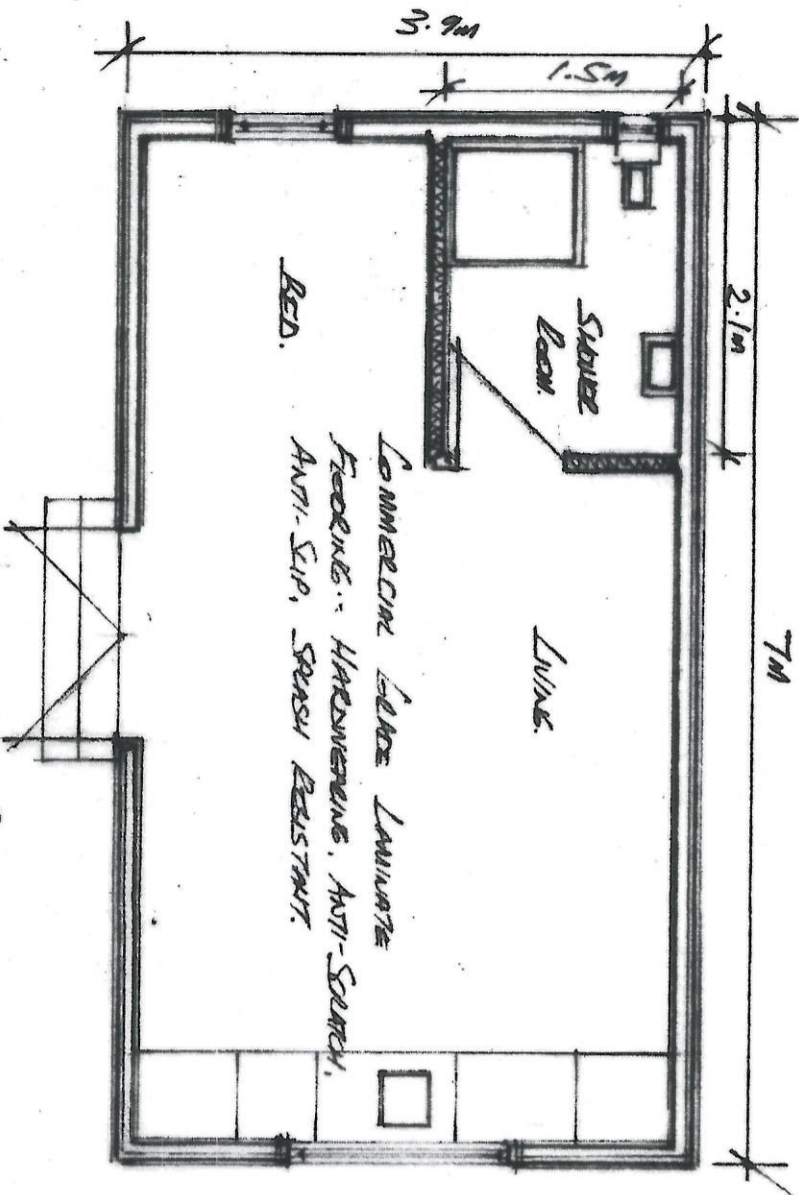 7M
2.1M
3.9M
1.5M
SHOWER
ROOM.
LIVING.
BED.
COMMERCIAL GRADE LAMINATE
FLOORING:- HARDWEARING, ANTI-SCRATCH,
ANTI-SLIP, SPLASH RESISTANT.